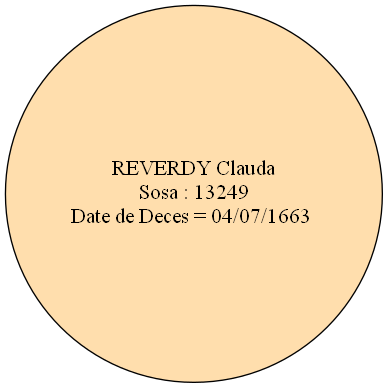 REVERDY Clauda
Sosa : 13249
Date de Deces = 04/07/1663